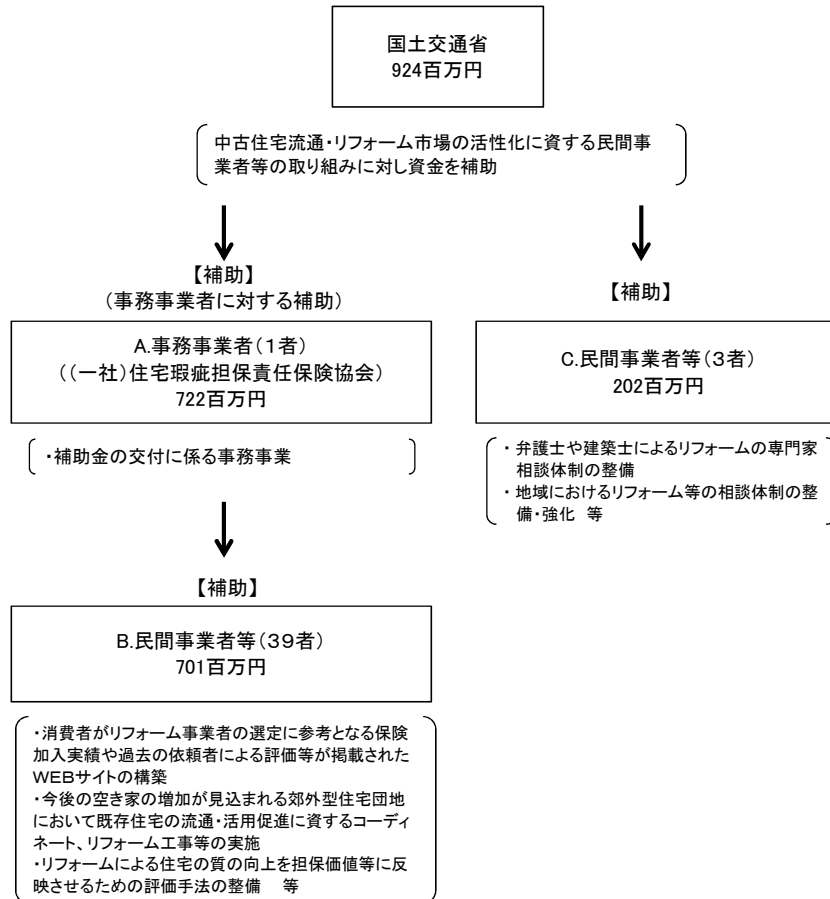 国土交通省
924百万円
中古住宅流通・リフォーム市場の活性化に資する民間事
業者等の取り組みに対し資金を補助
【補助】
(事務事業者に対する補助)
A.事務事業者(1者)
((一社)住宅瑕疵担保責任保険協会)
722百万円
・補助金の交付に係る事務事業
【補助】
B.民間事業者等(39者)
701百万円
・消費者がリフォーム事業者の選定に参考となる保険
加入実績や過去の依頼者による評価等が掲載された
WEBサイトの構築
・今後の空き家の増加が見込まれる郊外型住宅団地
において既存住宅の流通・活用促進に資するコーディ
ネート、リフォーム工事等の実施
・リフォームによる住宅の質の向上を担保価値等に反
映させるための評価手法の整備 等
【補助】
C.民間事業者等(3者)
202百万円
・弁護士や建築士によるリフォームの専門家
相談体制の整備
・地域におけるリフォーム等の相談体制の整
備・強化 等